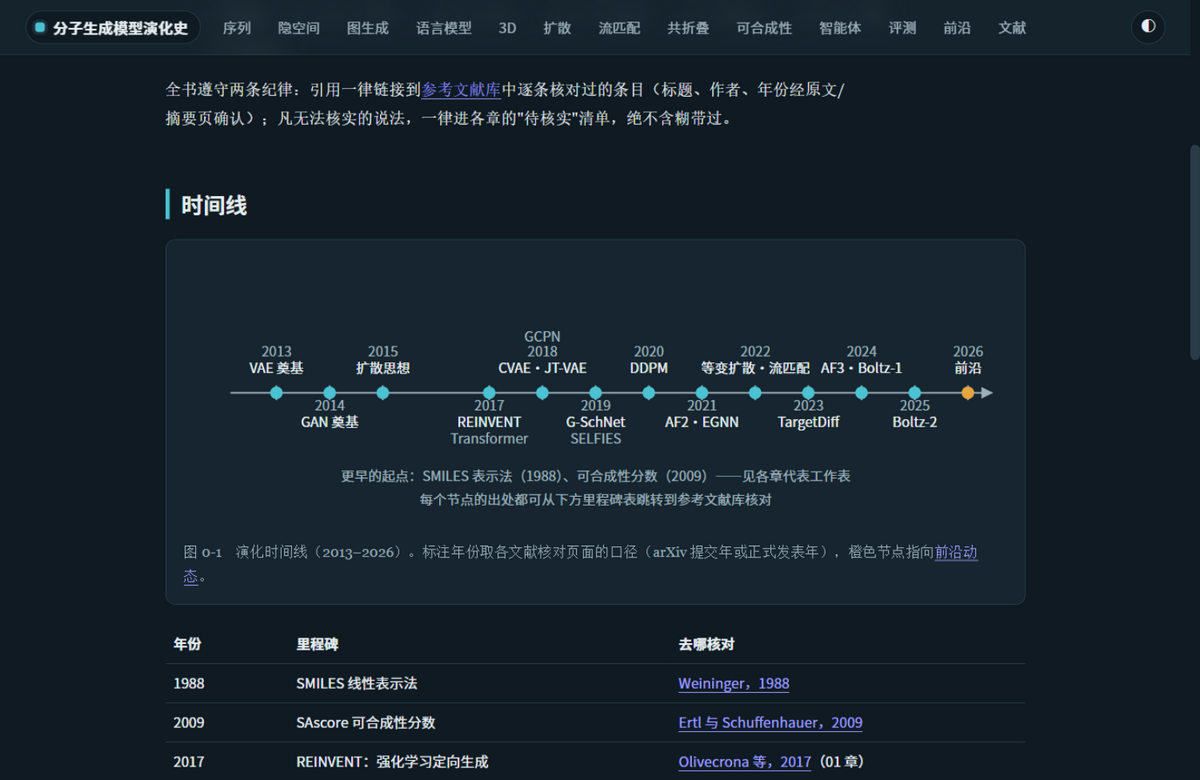 分子生成模型演化史 序列 隐空间 图生成 语言模型 3D 扩散 流匹配 共折叠 可合成性 智能体 评测 前沿 文献
全书遵守两条纪律：引用一律链接到参考文献库中逐条核对过的条目（标题、作者、年份经原文/
摘要页确认）；凡无法核实的说法，一律进各章的"待核实"清单，绝不含糊带过。
时间线
GCPN
2013 2015 2018 2020 2022 2024 2026
VAE 奠基 扩散思想 CVAE・JT-VAE DDPM 等变扩散・流匹配 AF3・Boltz-1 前沿
2014 2017 2019 2021 2023 2025
GAN 奠基 REINVENT G-SchNet AF2・EGNN TargetDiff Boltz-2
Transformer SELFIES
更早的起点：SMILES 表示法（1988）、可合成性分数（2009）——见各章代表工作表
每个节点的出处都可从下方里程碑表跳转到参考文献库核对
图 0-1 演化时间线（2013–2026）。标注年份取各文献核对页面的口径（arXiv 提交年或正式发表年），橙色节点指向前沿动
态。
年份 里程碑 去哪核对
1988 SMILES 线性表示法 Weininger，1988
2009 SAscore 可合成性分数 Ertl 与 Schuffenhauer，2009
2017 REINVENT：强化学习定向生成 Olivecrona 等，2017（01 章）